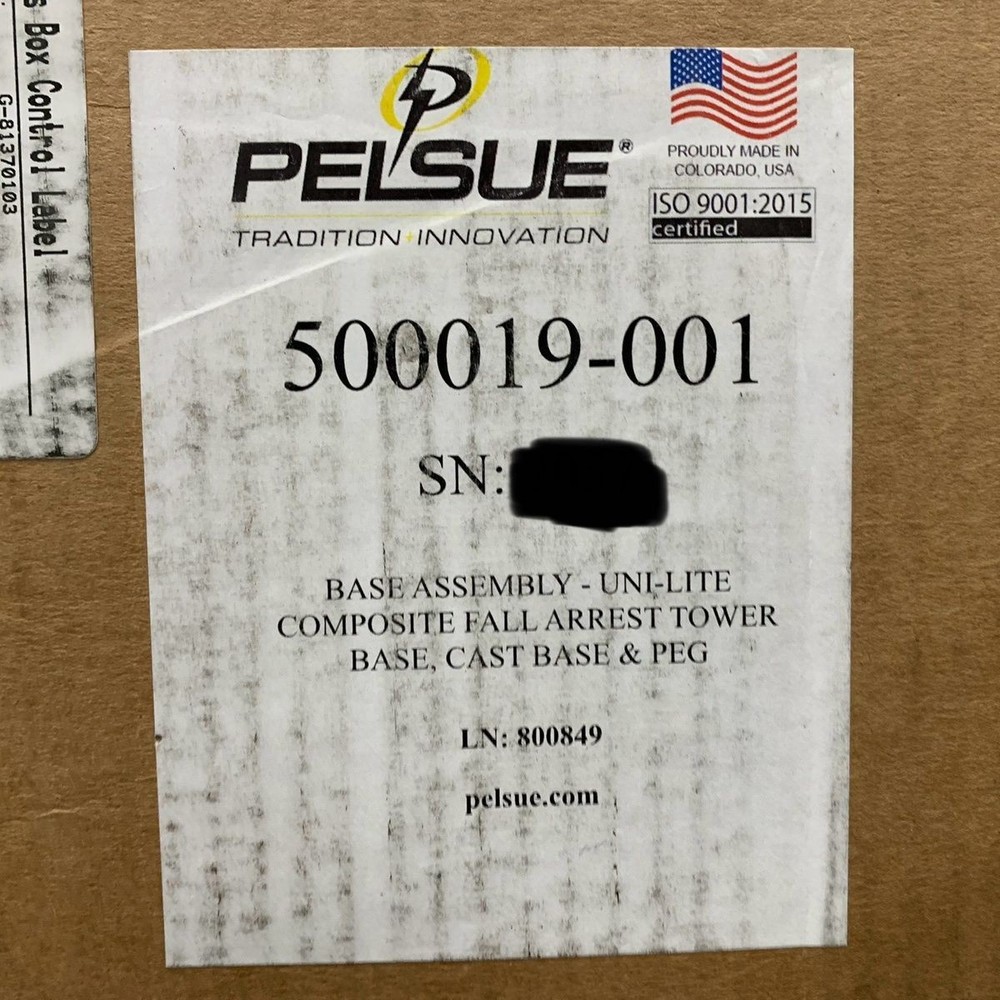 s Box Control Label
G-81370103
PELSUE®
TRADITION+INNOVATION
PROUDLY MADE IN
COLORADO, USA
ISO 9001:2015
certified
500019-001
SN:
BASE ASSEMBLY - UNI-LITE
COMPOSITE FALL ARREST TOWER
BASE, CAST BASE & PEG
LN: 800849
pelsue.com